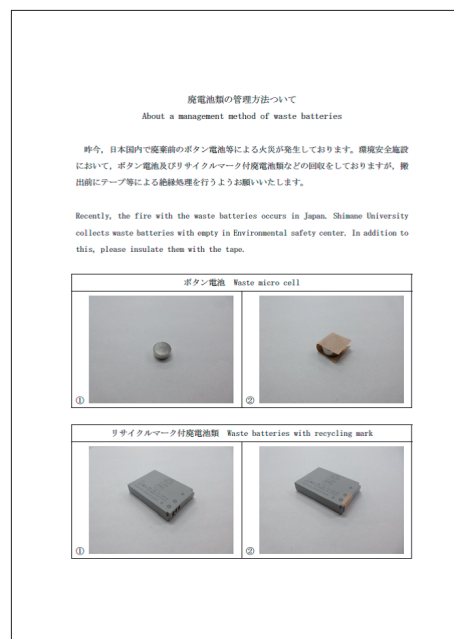 廃電池類の管理方法ついて
About a management method of waste batteries
昨今，日本国内で廃棄前のボタン電池等による火災が発生しております。環境安全施設
において，ボタン電池及びリサイクルマーク付廃電池類などの回収をしておりますが，搬
出前にテープ等による絶縁処理を行うようお願いいたします。
Recently, the fire with the waste batteries occurs in Japan. Shimane University
collects waste batteries with empty in Environmental safety center. In addition to
this, please insulate them with the tape.
ボタン電池 Waste micro cell
① ②
リサイクルマーク付廃電池類 Waste batteries with recycling mark
① ②